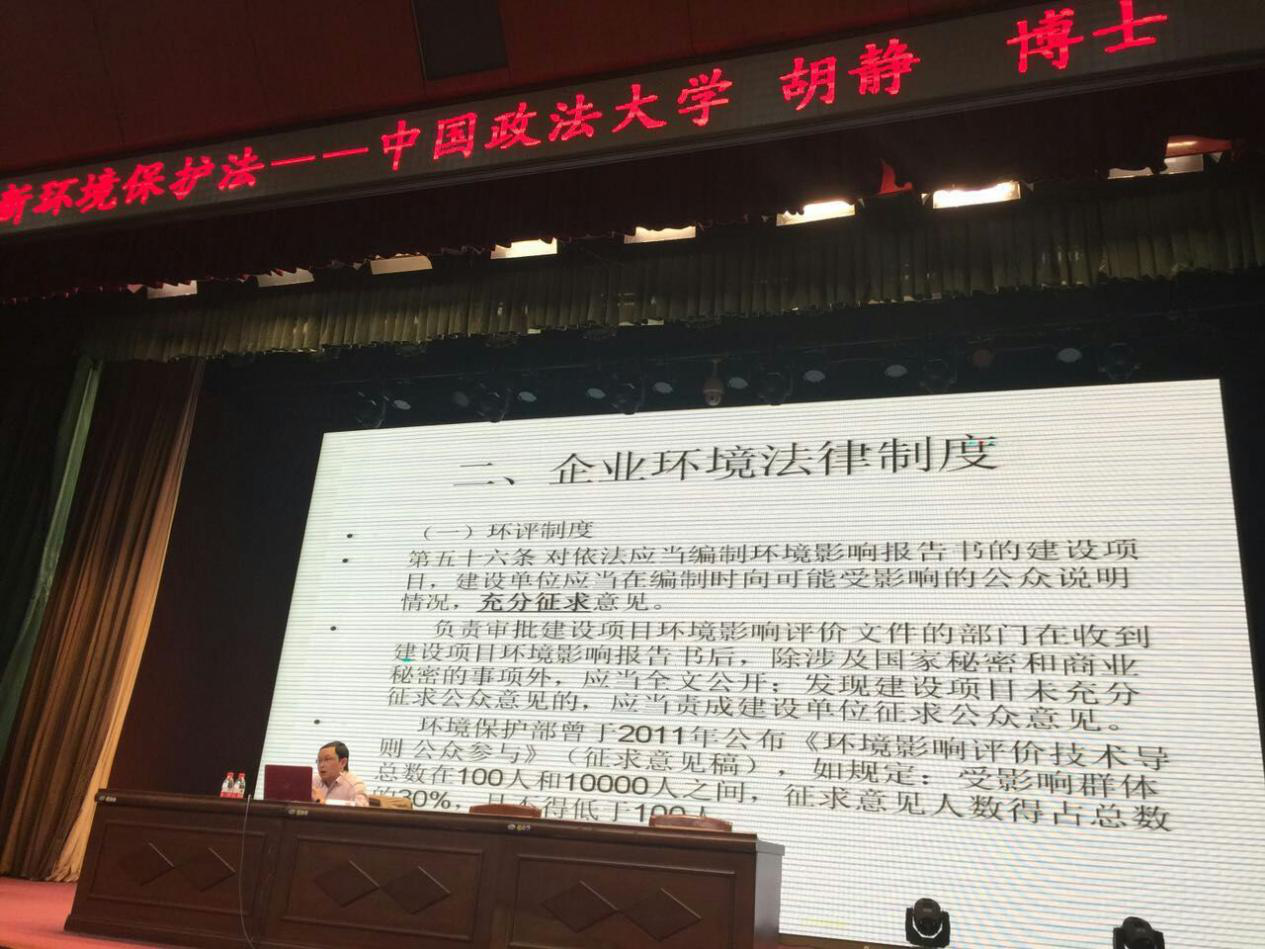 新环境保护法——中国政法大学 胡静 博士
二、企业环境法律制度
（一）环评制度
第五十六条 对依法应当编制环境影响报告书的建设项
目，建设单位应当在编制时向可能受影响的公众说明
情况，充分征求意见。
负责审批建设项目环境影响评价文件的部门在收到
建设项目环境影响报告书后，除涉及国家秘密和商业
秘密的事项外，应当全文公开；发现建设项目未充分
征求公众意见的，应当责成建设单位征求公众意见。
环境保护部曾于2011年公布《环境影响评价技术导
则 公众参与》（征求意见稿），如规定：受影响群体
总数在100人和10000人之间，征求意见人数得占总数
的30%，且不得低于100人